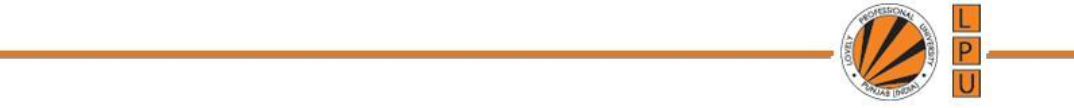 LOVELY PROFESSIONAL UNIVERSITY
PUNJAB (INDIA)
L
P
U